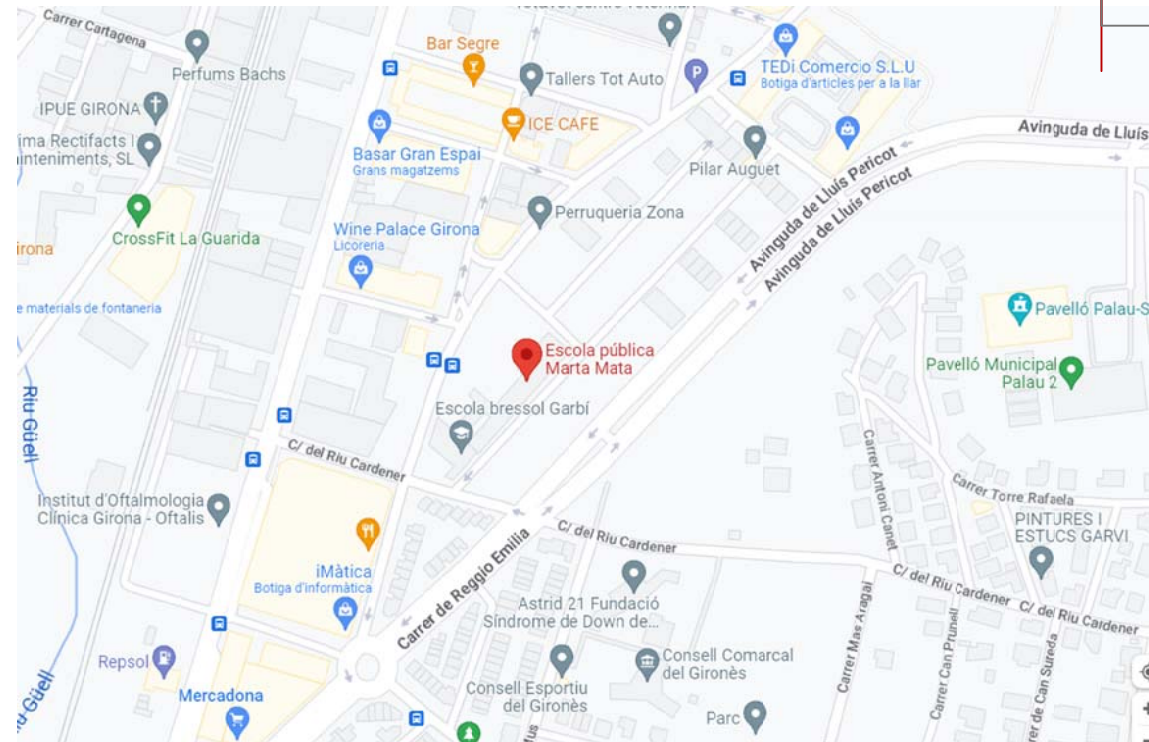 Carrer Cartagena
Perfums Bachs
IPUE GIRONA
Rectifacts I
SL
CrossFit La Guarida
irona
e materials de fontaneria
Bar Segre
Tallers Tot Auto
ICE CAFE
Basar Gran Espai
Grans magatzems
Wine Palace Girona
Licoreria
Perruqueria Zona
P
TEDi Comercio S.L.U
Botiga d'articles per a la llar
Pilar Auguet
Avinguda de Lluís
Avinguda de Lluís Pericot
Avinguda de Lluís Pericot
Escola pública
Marta Mata
Escola bressol Garbí
Pavelló Palau-S
Pavelló Municipal
Palau 2
Riu Güell
C/ del Riu Cardener
Institut d'Oftalmologia
Clínica Girona - Oftalis
iMàtica
Botiga d'informàtica
Carrer de Reggio Emilia
C/ del Riu Cardener
Carrer Antoni Canet
Carrer Torre Rafaela
PINTURES I
ESTUCS GARVI
C/ del Riu Cardener
C/ del Riu Cardener
Astrid 21 Fundació
Síndrome de Down de...
Carrer Mas Aragai
Carrer Can Prunell
rer de Can Sureda
Consell Comarcal
del Gironès
Consell Esportiu
del Gironès
Parc
Repsol
Mercadona
Güell
Mus